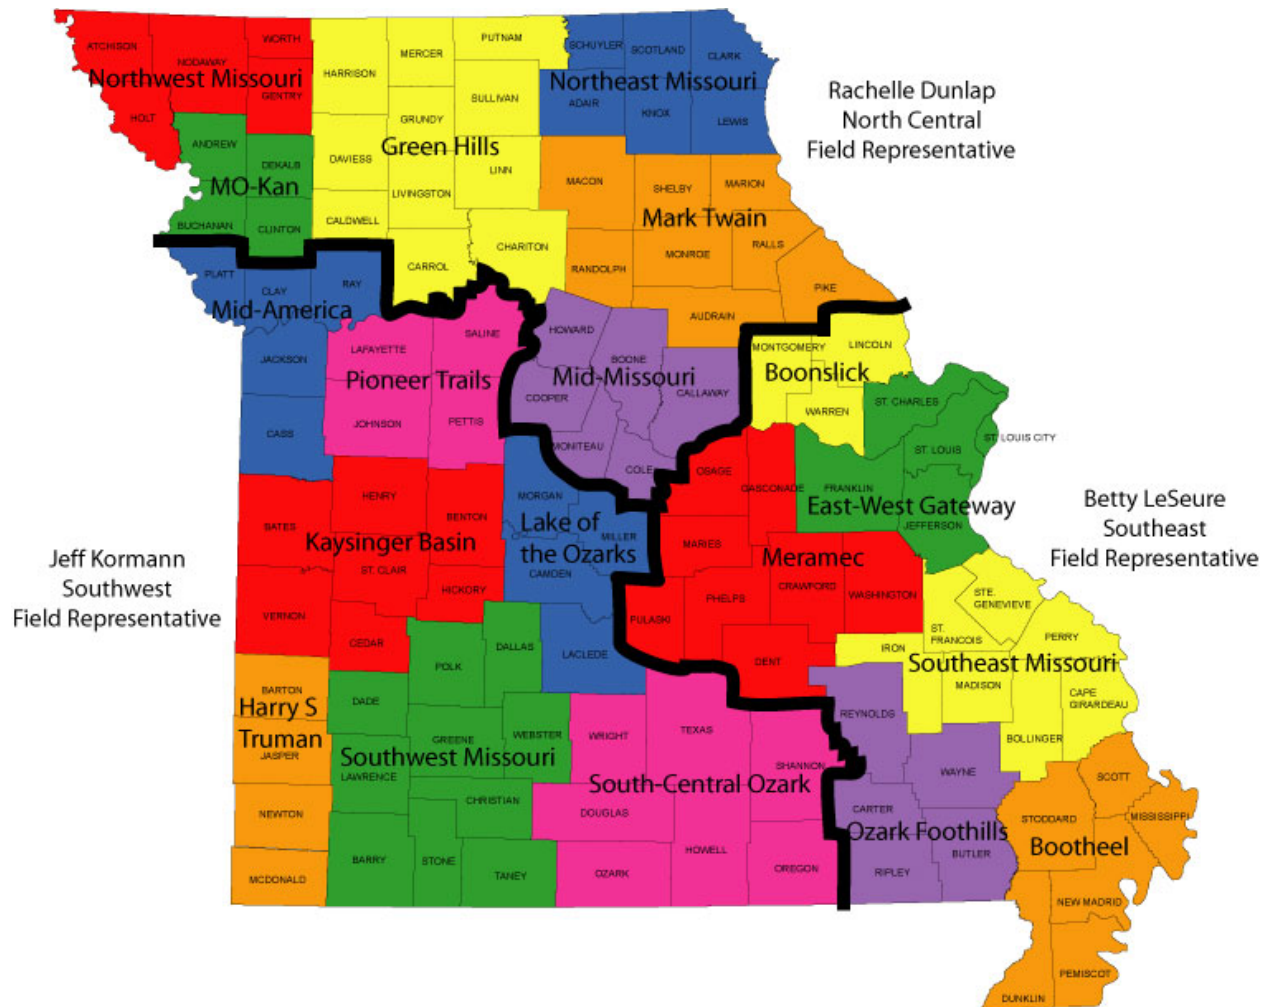 ATCHISON
NODAWAY
WORTH
GENTRY
HOLT
Northwest Missouri
HARRISON
MERCER
PUTNAM
SULLIVAN
GRUNDY
DAVIESS
LINN
LIVINGSTON
CALDWELL
CHARITON
CARROL
Green Hills
SCHUYLER
SCOTLAND
CLARK
ADAIR
KNOX
LEWIS
Northeast Missouri
Rachelle Dunlap
North Central
Field Representative
ANDREW
DEKALB
BUCHANAN
CLINTON
MO-Kan
MACON
SHELBY
MARION
MONROE
RALLS
RANDOLPH
PIKE
AUDRAIN
Mark Twain
PLATT
CLAY
RAY
JACKSON
CASS
Mid-America
LAFAYETTE
SALINE
JOHNSON
PETTIS
Pioneer Trails
HOWARD
BOONE
COOPER
CALLAWAY
MONITEAU
COLE
Mid-Missouri
MONTGOMERY
LINCOLN
WARREN
Boonslick
ST. CHARLES
ST. LOUIS
ST. LOUIS CITY
FRANKLIN
JEFFERSON
East-West Gateway
Betty LeSeure
Southeast
Field Representative
Jeff Kormann
Southwest
Field Representative
HENRY
BENTON
BATES
ST. CLAIR
HICKORY
VERNON
CEDAR
Kaysinger Basin
MORGAN
MILLER
CAMDEN
LACLEDE
Lake of
the Ozarks
OSAGE
GASCONADE
MARIES
PHELPS
CRAWFORD
WASHINGTON
PULASKI
DENT
Meramec
STE.
GENEVIEVE
ST.
FRANCOIS
PERRY
IRON
MADISON
CAPE
GIRARDEAU
BOLLINGER
Southeast Missouri
BARTON
JASPER
NEWTON
MCDONALD
Harry S
Truman
POLK
DALLAS
DADE
GREENE
WEBSTER
LAWRENCE
CHRISTIAN
BARRY
STONE
TANEY
Southwest Missouri
WRIGHT
TEXAS
SHANNON
DOUGLAS
HOWELL
OZARK
OREGON
South-Central Ozark
REYNOLDS
WAYNE
CARTER
BUTLER
RIPLEY
Ozark Foothills
SCOTT
STODDARD
MISSISSIPPI
NEW MADRID
PEMISCOT
DUNKLIN
Bootheel